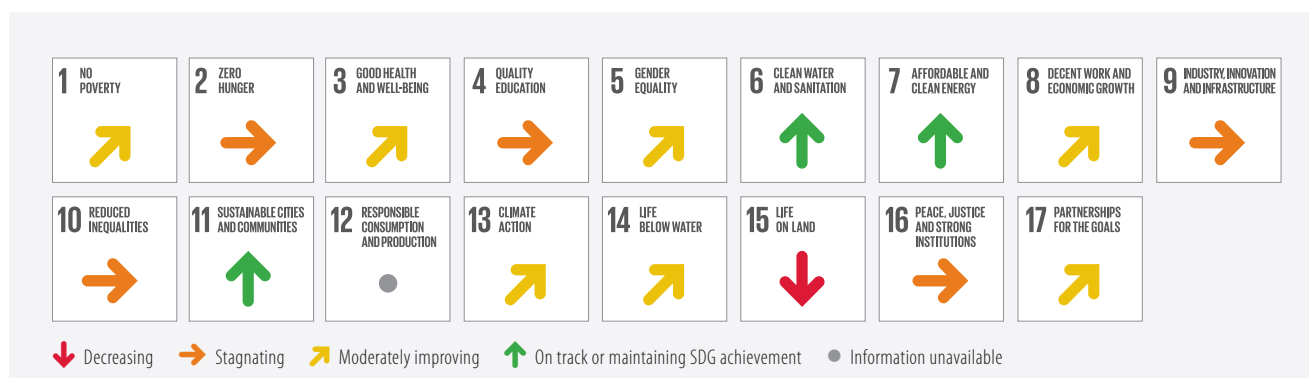 1 NO
POVERTY
2 ZERO
HUNGER
3 GOOD HEALTH
AND WELL-BEING
4 QUALITY
EDUCATION
5 GENDER
EQUALITY
6 CLEAN WATER
AND SANITATION
7 AFFORDABLE AND
CLEAN ENERGY
8 DECENT WORK AND
ECONOMIC GROWTH
9 INDUSTRY, INNOVATION
AND INFRASTRUCTURE
10 REDUCED
INEQUALITIES
11 SUSTAINABLE CITIES
AND COMMUNITIES
12 RESPONSIBLE
CONSUMPTION
AND PRODUCTION
13 CLIMATE
ACTION
14 LIFE
BELOW WATER
15 LIFE
ON LAND
16 PEACE, JUSTICE
AND STRONG
INSTITUTIONS
17 PARTNERSHIPS
FOR THE GOALS
Decreasing Stagnating Moderately improving On track or maintaining SDG achievement Information unavailable